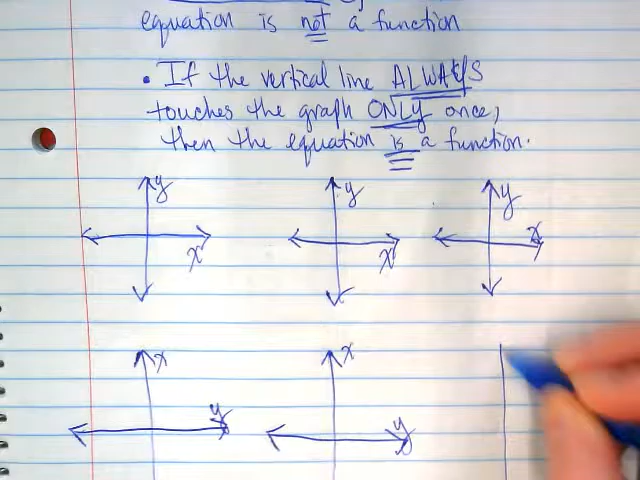 equation is not a function
• If the vertical line ALWAYS
touches the graph ONLY once,
then the equation is a function.
y y y
x x x
x x
y y